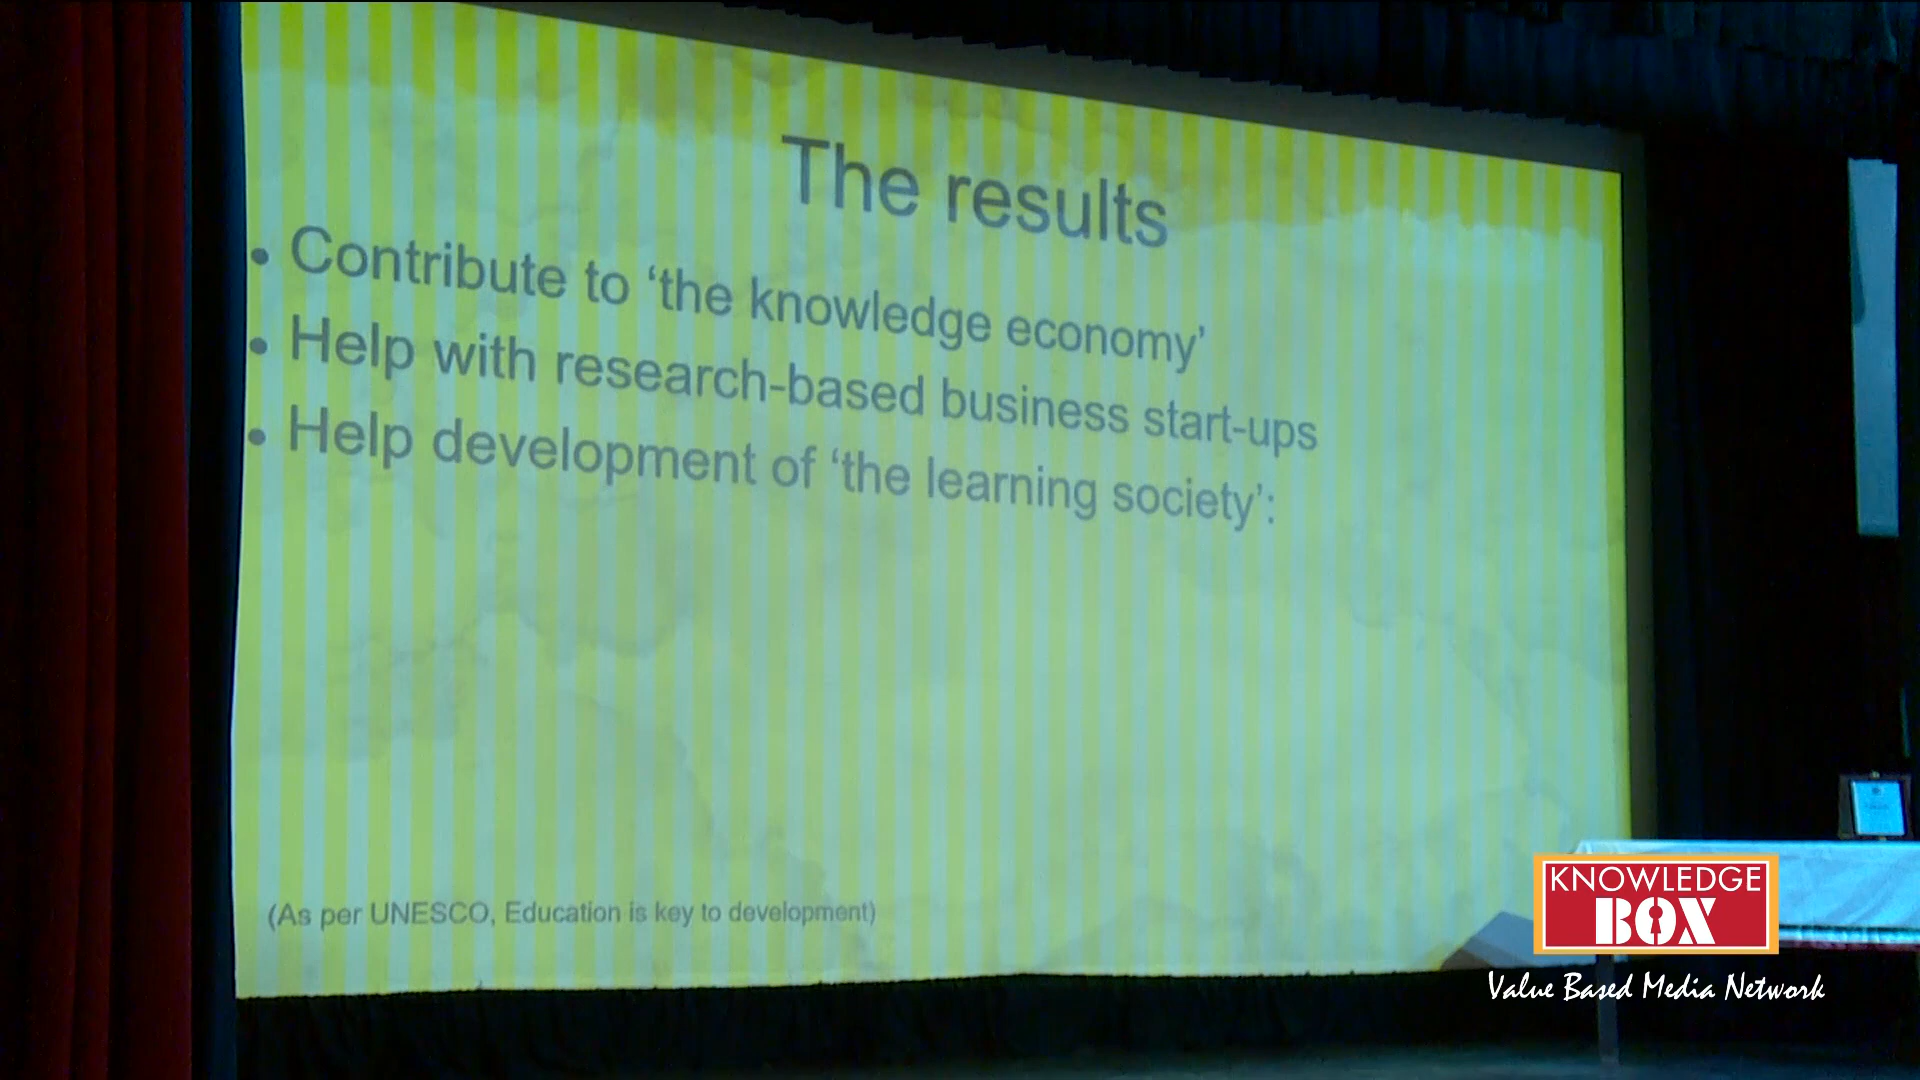 The results
• Contribute to ‘the knowledge economy’
• Help with research-based business start-ups
• Help development of ‘the learning society’:
(As per UNESCO, Education is key to development)
KNOWLEDGE
BOX
Value Based Media Network